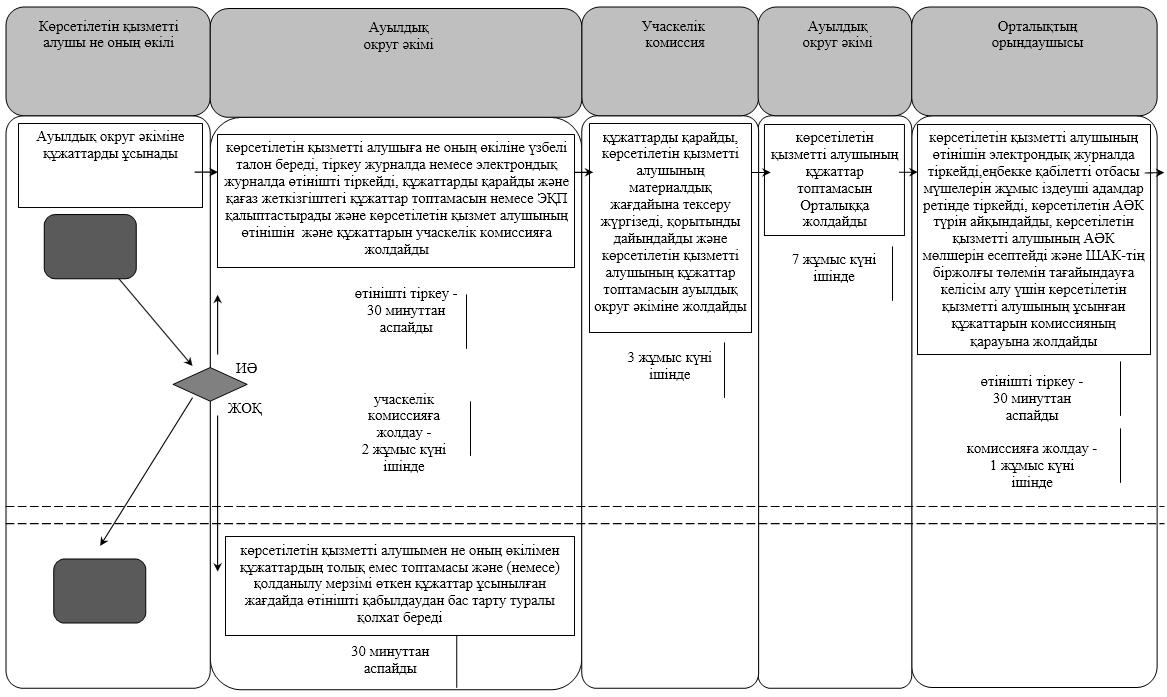 Көрсетілетін қызметті
алушы не оның өкілі
Ауылдық
округ әкімі
Учаскелік
комиссия
Ауылдық
округ әкімі
Орталықтың
орындаушысы
Ауылдық округ әкіміне
құжаттарды ұсынады
көрсетілетін қызметті алушыға не оның өкіліне үзбелі
талон береді, тіркеу журналда немесе электрондық
журналда өтінішті тіркейді, құжаттарды қарайды және
қағаз жеткізгіштегі құжаттар топтамасын немесе ЭҚП
қалыптастырады және көрсетілетін қызмет алушының
өтінішін және құжаттарын учаскелік комиссияға
жолдайды
құжаттарды қарайды,
көрсетілетін қызметті
алушының
материалдық
жағдайына тексеру
жүргізеді, қорытынды
дайындайды және
көрсетілетін қызметті
алушының құжаттар
топтамасын ауылдық
округ әкіміне жолдайды
көрсетілетін
қызметті алушының
құжаттар
топтамасын
Орталыққа
жолдайды
көрсетілетін қызметті алушының
өтінішін электрондық журналда
тіркейді,еңбекке қабілетті отбасы
мүшелерін жұмыс іздеуші адамдар
ретінде тіркейді, көрсетілетін АӘК
түрін айқындайды, көрсетілетін
қызметті алушының АӘК
мөлшерін есептейді және ШАК-тің
біржолғы төлемін тағайындауға
келісім алу үшін көрсетілетін
қызметті алушының ұсынған
құжаттарын комиссияның
қарауына жолдайды
өтінішті тіркеу -
30 минуттан
аспайды
7 жұмыс күні
ішінде
3 жұмыс күні
ішінде
ИӘ
ЖОҚ
учаскелік
комиссияға
жолдау -
2 жұмыс күні
ішінде
өтінішті тіркеу -
30 минуттан
аспайды
комиссияға жолдау -
1 жұмыс күні
ішінде
көрсетілетін қызметті алушымен не оның өкілімен
құжаттардың толық емес топтамасы және (немесе)
қолданылу мерзімі өткен құжаттар ұсынылған
жағдайда өтінішті қабылдаудан бас тарту туралы
қолхат береді
30 минуттан
аспайды